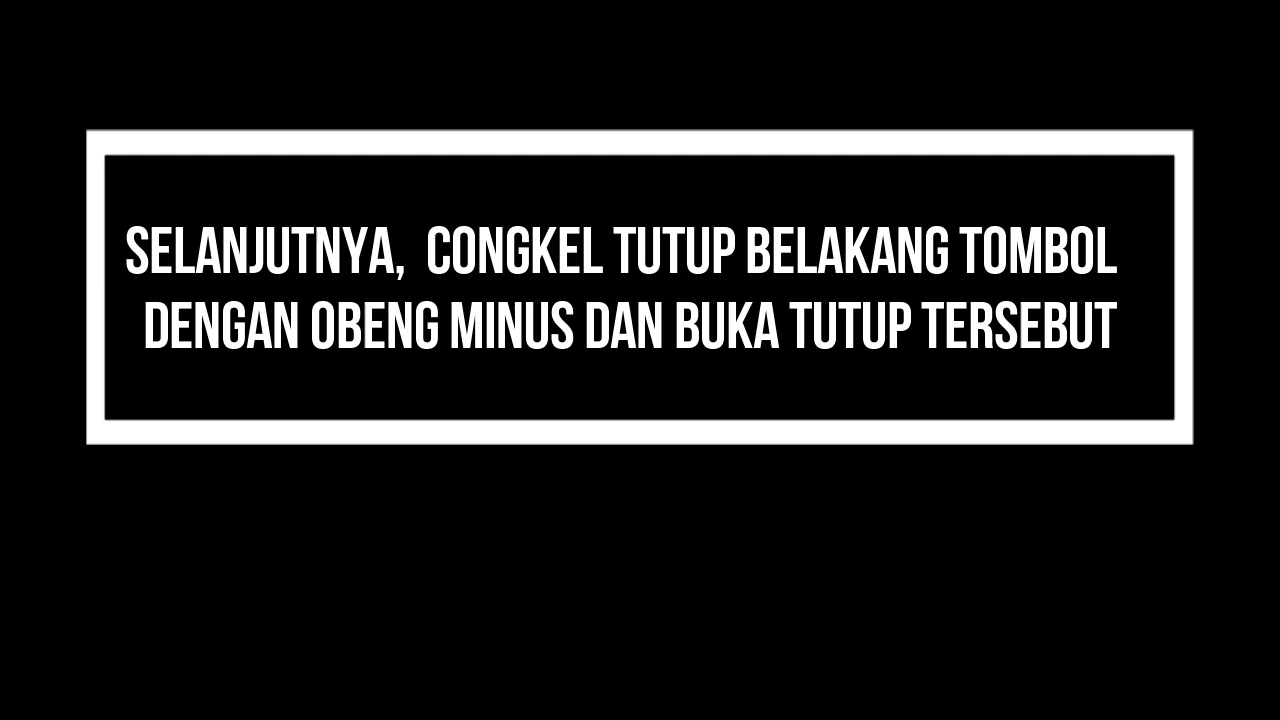 SELANJUTNYA, CONGKEL TUTUP BELAKANG TOMBOL
DENGAN OBENG MINUS DAN BUKA TUTUP TERSEBUT